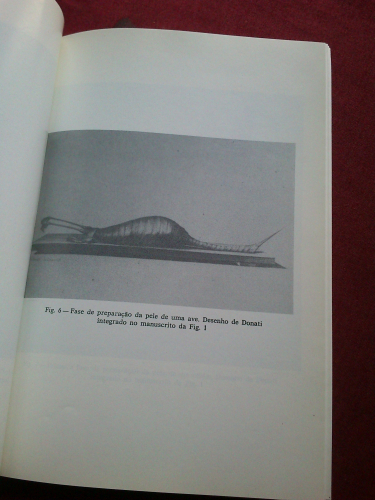 Fig. 6 — Fase de preparação da pele de uma ave. Desenho de Donati
integrado no manuscrito da Fig. 1